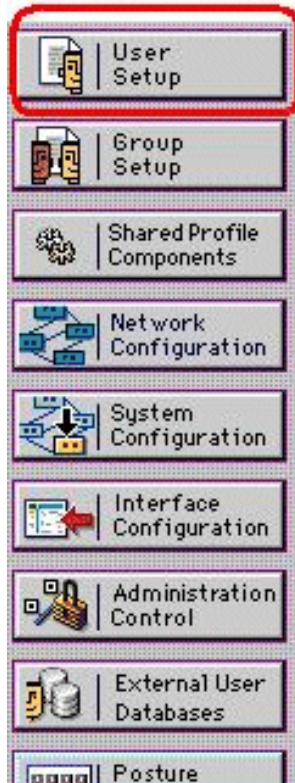 User
Setup
Group
Setup
Shared Profile
Components
Network
Configuration
System
Configuration
Interface
Configuration
Administration
Control
External User
Databases
Posture